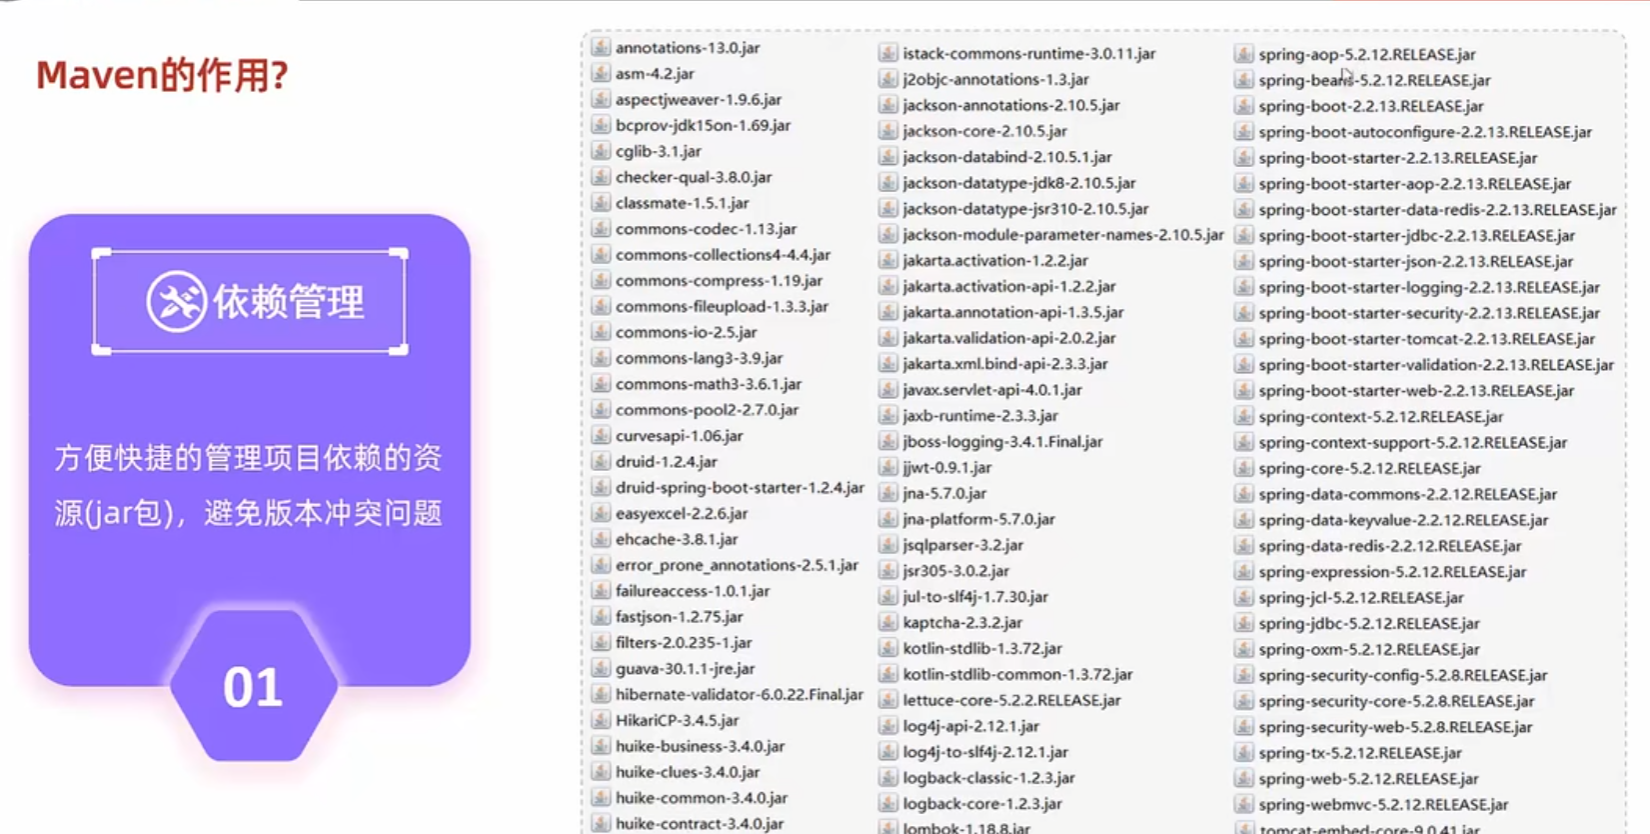 Maven的作用?
依赖管理
方便快捷的管理项目依赖的资
源(jar包)，避免版本冲突问题
01
annotations-13.0.jar
asm-4.2.jar
aspectjweaver-1.9.6.jar
bcprov-jdk15on-1.69.jar
cglib-3.1.jar
checker-qual-3.8.0.jar
classmate-1.5.1.jar
commons-codec-1.13.jar
commons-collections4-4.4.jar
commons-compress-1.19.jar
commons-fileupload-1.3.3.jar
commons-io-2.5.jar
commons-lang3-3.9.jar
commons-math3-3.6.1.jar
commons-pool2-2.7.0.jar
curvesapi-1.06.jar
druid-1.2.4.jar
druid-spring-boot-starter-1.2.4.jar
easyexcel-2.2.6.jar
ehcache-3.8.1.jar
error_prone_annotations-2.5.1.jar
failureaccess-1.0.1.jar
fastjson-1.2.75.jar
filters-2.0.235-1.jar
guava-30.1.1-jre.jar
hibernate-validator-6.0.22.Final.jar
HikariCP-3.4.5.jar
huike-business-3.4.0.jar
huike-clues-3.4.0.jar
huike-common-3.4.0.jar
huike-contract-3.4.0.jar
istack-commons-runtime-3.0.11.jar
j2objc-annotations-1.3.jar
jackson-annotations-2.10.5.jar
jackson-core-2.10.5.jar
jackson-databind-2.10.5.1.jar
jackson-datatype-jdk8-2.10.5.jar
jackson-datatype-jsr310-2.10.5.jar
jackson-module-parameter-names-2.10.5.jar
jakarta.activation-1.2.2.jar
jakarta.activation-api-1.2.2.jar
jakarta.annotation-api-1.3.5.jar
jakarta.validation-api-2.0.2.jar
jakarta.xml.bind-api-2.3.3.jar
javax.servlet-api-4.0.1.jar
jaxb-runtime-2.3.3.jar
jboss-logging-3.4.1.Final.jar
jjwt-0.9.1.jar
jna-5.7.0.jar
jna-platform-5.7.0.jar
jsqlparser-3.2.jar
jsr305-3.0.2.jar
jul-to-slf4j-1.7.30.jar
kaptcha-2.3.2.jar
kotlin-stdlib-1.3.72.jar
kotlin-stdlib-common-1.3.72.jar
lettuce-core-5.2.2.RELEASE.jar
log4j-api-2.12.1.jar
log4j-to-slf4j-2.12.1.jar
logback-classic-1.2.3.jar
logback-core-1.2.3.jar
lombok-1.18.8.jar
spring-aop-5.2.12.RELEASE.jar
spring-beans-5.2.12.RELEASE.jar
spring-boot-2.2.13.RELEASE.jar
spring-boot-autoconfigure-2.2.13.RELEASE.jar
spring-boot-starter-2.2.13.RELEASE.jar
spring-boot-starter-aop-2.2.13.RELEASE.jar
spring-boot-starter-data-redis-2.2.13.RELEASE.jar
spring-boot-starter-jdbc-2.2.13.RELEASE.jar
spring-boot-starter-json-2.2.13.RELEASE.jar
spring-boot-starter-logging-2.2.13.RELEASE.jar
spring-boot-starter-security-2.2.13.RELEASE.jar
spring-boot-starter-tomcat-2.2.13.RELEASE.jar
spring-boot-starter-validation-2.2.13.RELEASE.jar
spring-boot-starter-web-2.2.13.RELEASE.jar
spring-context-5.2.12.RELEASE.jar
spring-context-support-5.2.12.RELEASE.jar
spring-core-5.2.12.RELEASE.jar
spring-data-commons-2.2.12.RELEASE.jar
spring-data-keyvalue-2.2.12.RELEASE.jar
spring-data-redis-2.2.12.RELEASE.jar
spring-expression-5.2.12.RELEASE.jar
spring-jcl-5.2.12.RELEASE.jar
spring-jdbc-5.2.12.RELEASE.jar
spring-oxm-5.2.12.RELEASE.jar
spring-security-config-5.2.8.RELEASE.jar
spring-security-core-5.2.8.RELEASE.jar
spring-security-web-5.2.8.RELEASE.jar
spring-tx-5.2.12.RELEASE.jar
spring-web-5.2.12.RELEASE.jar
spring-webmvc-5.2.12.RELEASE.jar
tomcat-embed-core-9.0.41.jar